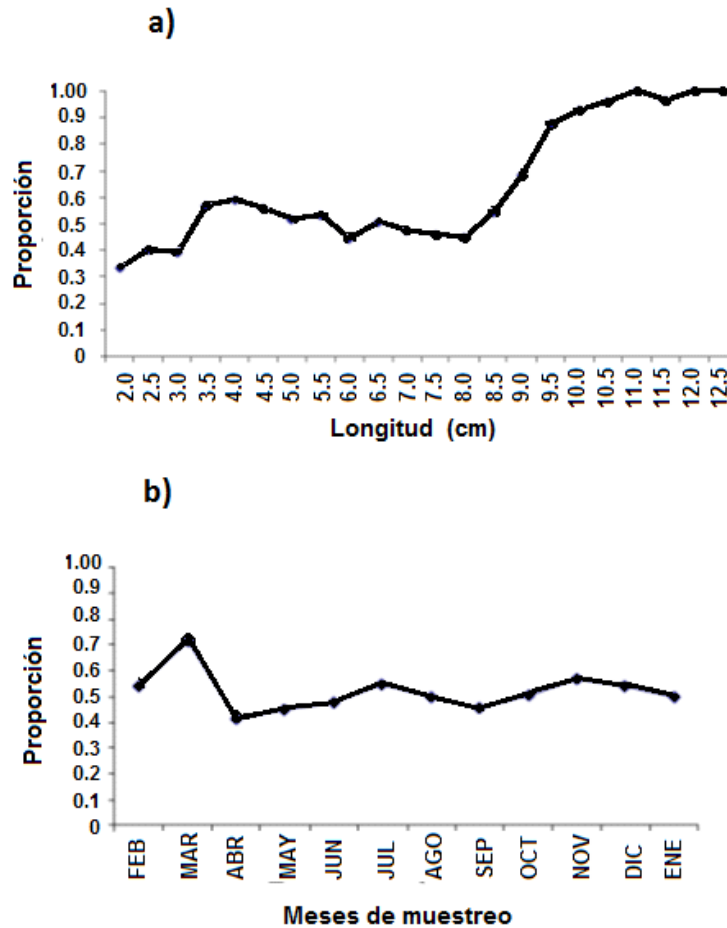 a)
1.00
0.9
0.8
0.7
0.6
0.5
0.4
0.3
0.2
0.1
0
Proporción
2.0 2.5 3.0 3.5 4.0 4.5 5.0 5.5 6.0 6.5 7.0 7.5 8.0 8.5 9.0 9.5 10.0 10.5 11.0 11.5 12.0 12.5
Longitud (cm)
b)
1.00
0.9
0.8
0.7
0.6
0.5
0.4
0.3
0.2
0.1
0
Proporción
FEB MAR ABR MAY JUN JUL AGO SEP OCT NOV DIC ENE
Meses de muestreo